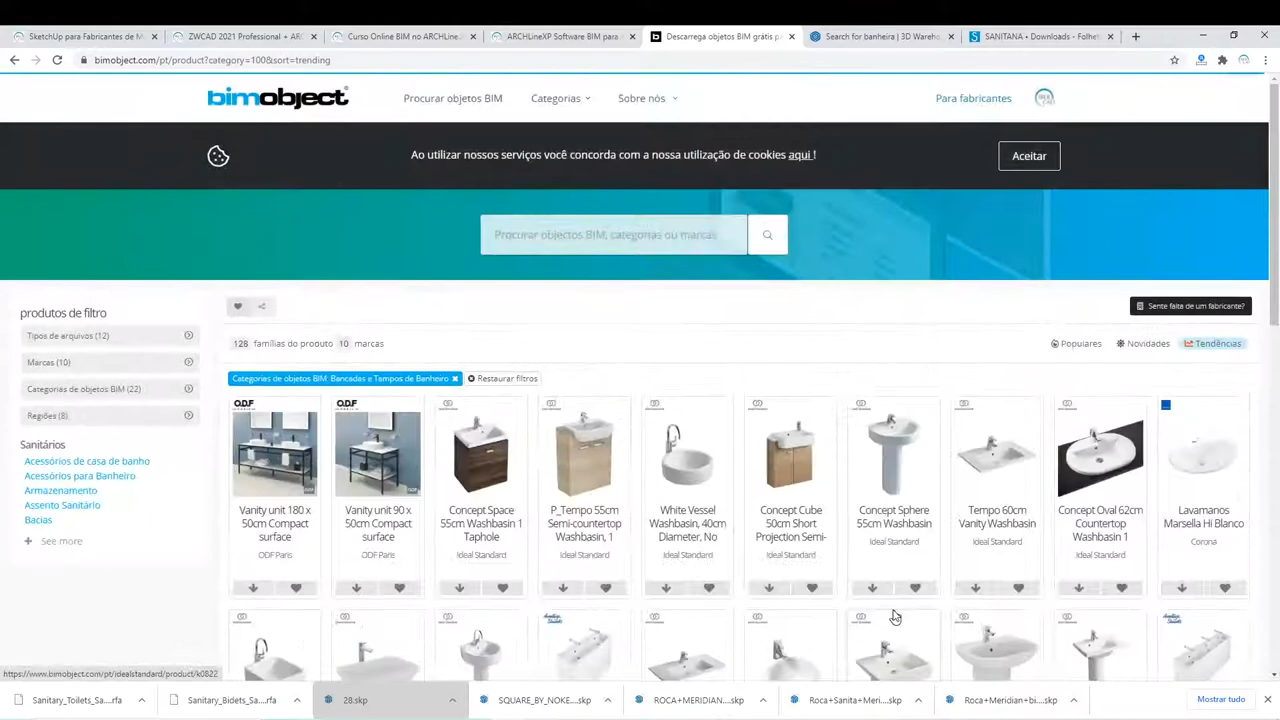 SketchUp para Fabricantes de M
ZWCAD 2021 Professional + ARC
Curso Online BIM no ARCHLine.
ARCHLineXP Software BIM para
Descarrega objetos BIM grátis p
Search for banheira | 3D Wareho
SANITANA • Downloads - Folhet
bimobject.com/pt/product?category=100&sort=trending
bimobject
Procurar objetos BIM
Categorias
Sobre nós
Para fabricantes
Ao utilizar nossos serviços você concorda com a nossa utilização de cookies aqui !
Aceitar
Procurar objectos BIM, categorias ou marcas
produtos de filtro
Sente falta de um fabricante?
Tipos de arquivos (12)
Marcas (10)
Categorias de objetos BIM (22)
Regiões (8)
128 famílias do produto 10 marcas
Populares
Novidades
Tendências
Categorias de objetos BIM: Bancadas e Tampos de Banheiro
Restaurar filtros
Sanitários
Acessórios de casa de banho
Acessórios para Banheiro
Armazenamento
Assento Sanitário
Bacias
See more
ODF
Vanity unit 180 x
50cm Compact
surface
ODF Paris
ODF
Vanity unit 90 x
50cm Compact
surface
ODF Paris
Concept Space
55cm Washbasin 1
Taphole
Ideal Standard
P_Tempo 55cm
Semi-countertop
Washbasin, 1
Ideal Standard
White Vessel
Washbasin, 40cm
Diameter, No
Ideal Standard
Concept Cube
50cm Short
Projection Semi-
Ideal Standard
Concept Sphere
55cm Washbasin
Ideal Standard
Tempo 60cm
Vanity Washbasin
Ideal Standard
Concept Oval 62cm
Countertop
Washbasin 1
Ideal Standard
Lavamanos
Marsella Hi Blanco
Corona
https://www.bimobject.com/pt/idealstandard/product/k0822
Sanitary_Toilets_Sa....rfa
Sanitary_Bidets_Sa....rfa
28.skp
SQUARE_BY_NOKE....skp
ROCA+MERIDIAN....skp
Roca+Sanita+Meri....skp
Roca+Meridian+bi....skp
Mostrar tudo